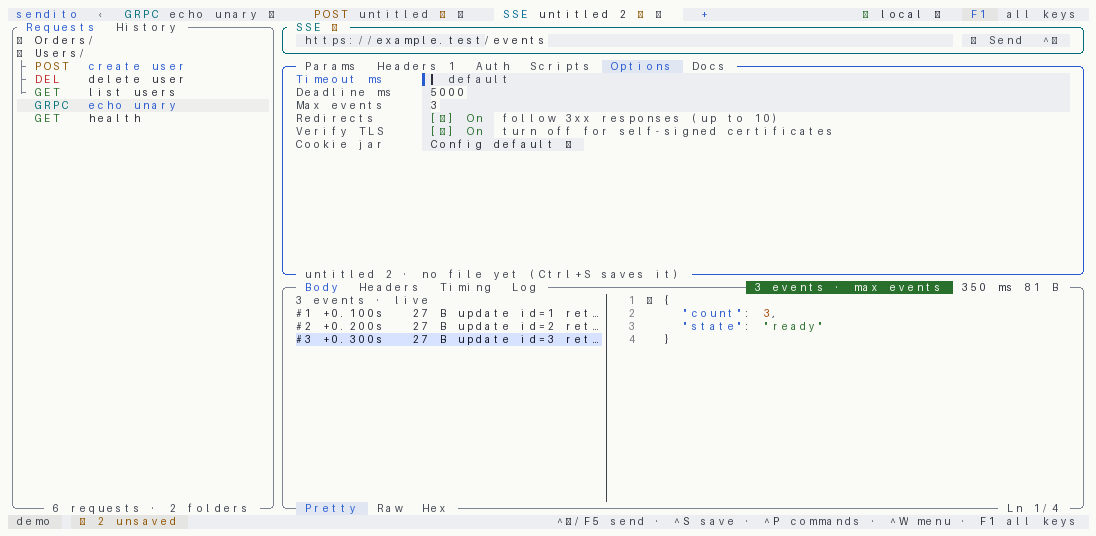 sendito ‹ GRPC echo unary POST untitled SSE untitled 2 + local F1 all keys
Requests History
Orders/
Users/
POST create user
DEL delete user
GET list users
GRPC echo unary
GET health
6 requests · 2 folders
SSE
https://example.test/events Send ^
Params Headers 1 Auth Scripts Options Docs
Timeout ms default
Deadline ms 5000
Max events 3
Redirects [ ] On follow 3xx responses (up to 10)
Verify TLS [ ] On turn off for self-signed certificates
Cookie jar Config default
untitled 2 · no file yet (Ctrl+S saves it)
Body Headers Timing Log 3 events · max events 350 ms 81 B
3 events · live
#1 +0.100s 27 B update id=1 ret…
#2 +0.200s 27 B update id=2 ret…
#3 +0.300s 27 B update id=3 ret…
1 {
2 "count": 3,
3 "state": "ready"
4 }
Pretty Raw Hex Ln 1/4
demo 2 unsaved ^ /F5 send · ^S save · ^P commands · ^W menu · F1 all keys